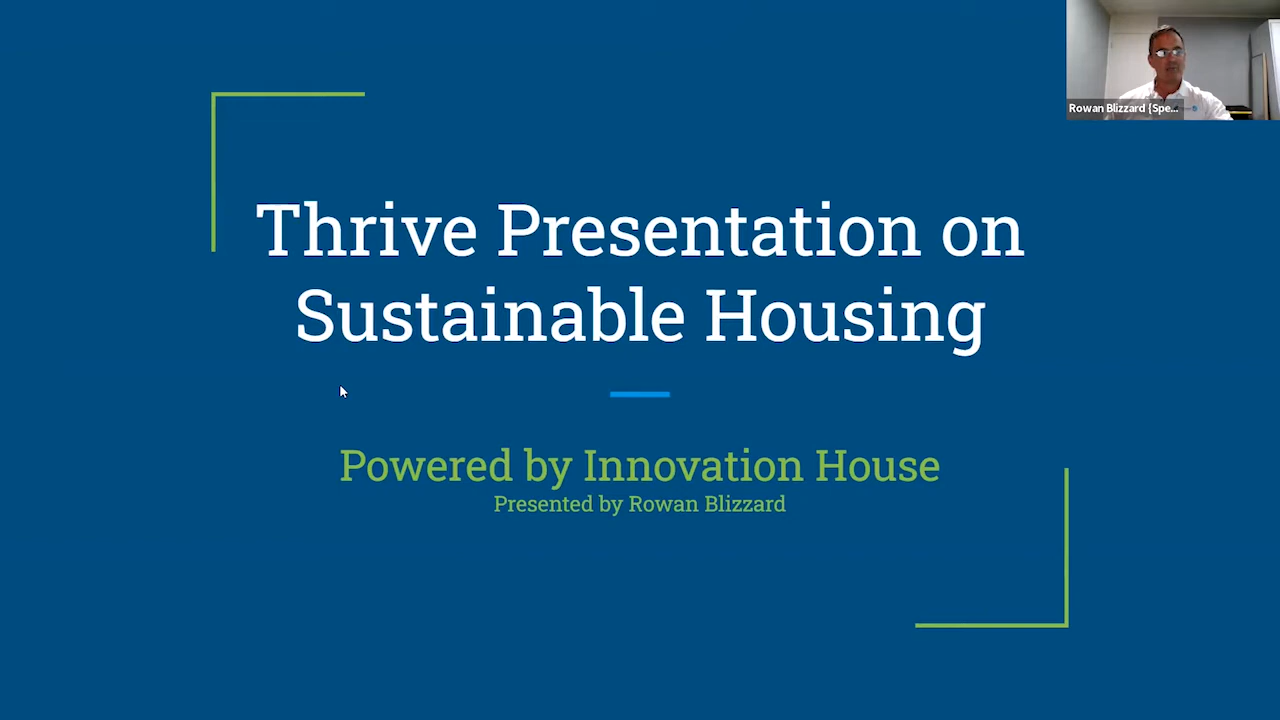 Thrive Presentation on
Sustainable Housing
Powered by Innovation House
Presented by Rowan Blizzard
Rowan Blizzard (Spe...